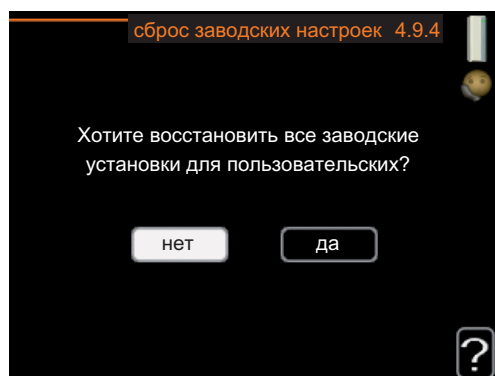 сброс заводских настроек 4.9.4
Хотите восстановить все заводские
установки для пользовательских?
нет да
?